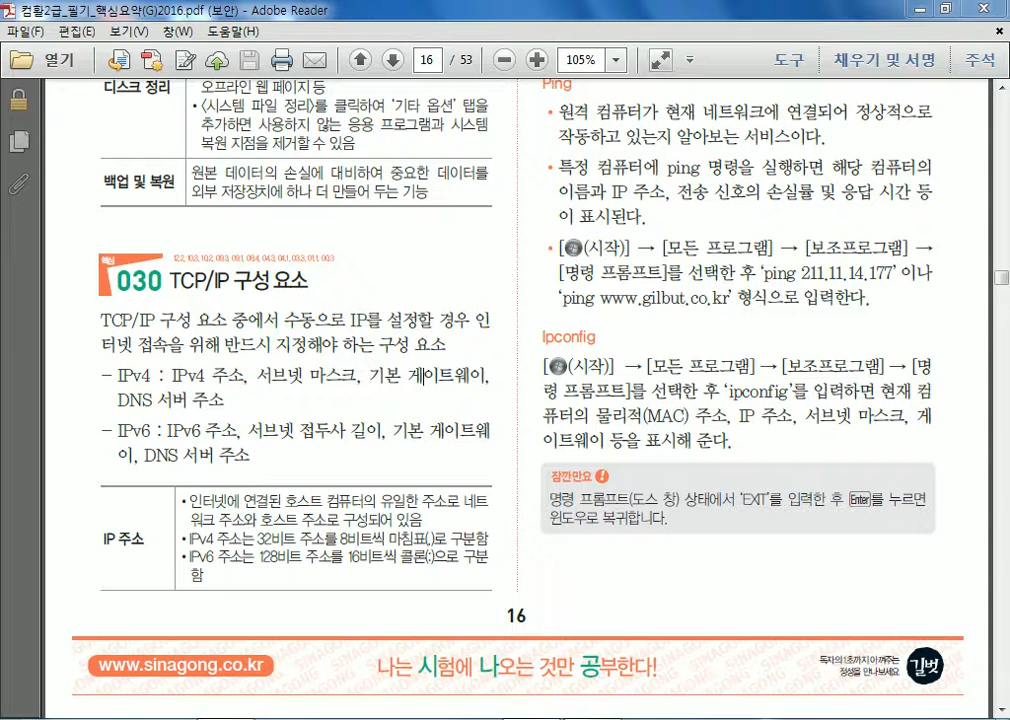 컴활2급_필기_핵심요약(G)2016.pdf (보안) - Adobe Reader
파일(F) 편집(E) 보기(V) 창(W) 도움말(H)
열기 16 / 53 105% 도구 채우기 및 서명 주석
디스크 정리
오프라인 웹 페이지 등
• 〈시스템 파일 정리〉를 클릭하여 '기타 옵션' 탭을
추가하면 사용하지 않는 응용 프로그램과 시스템
복원 지점을 제거할 수 있음
백업 및 복원
원본 데이터의 손실에 대비하여 중요한 데이터를
외부 저장장치에 하나 더 만들어 두는 기능
핵심
030 TCP/IP 구성 요소
TCP/IP 구성 요소 중에서 수동으로 IP를 설정할 경우 인
터넷 접속을 위해 반드시 지정해야 하는 구성 요소
– IPv4 : IPv4 주소, 서브넷 마스크, 기본 게이트웨이,
DNS 서버 주소
– IPv6 : IPv6 주소, 서브넷 접두사 길이, 기본 게이트웨
이, DNS 서버 주소
IP 주소
• 인터넷에 연결된 호스트 컴퓨터의 유일한 주소로 네트
워크 주소와 호스트 주소로 구성되어 있음
• IPv4 주소는 32비트 주소를 8비트씩 마침표(.)로 구분함
• IPv6 주소는 128비트 주소를 16비트씩 콜론(:)으로 구분
함
Ping
• 원격 컴퓨터가 현재 네트워크에 연결되어 정상적으로
작동하고 있는지 알아보는 서비스이다.
• 특정 컴퓨터에 ping 명령을 실행하면 해당 컴퓨터의
이름과 IP 주소, 전송 신호의 손실률 및 응답 시간 등
이 표시된다.
• [(시작)] → [모든 프로그램] → [보조프로그램] →
[명령 프롬프트]를 선택한 후 'ping 211.11.14.177' 이나
'ping www.gilbut.co.kr' 형식으로 입력한다.
Ipconfig
[(시작)] → [모든 프로그램] → [보조프로그램] → [명
령 프롬프트]를 선택한 후 'ipconfig'를 입력하면 현재 컴
퓨터의 물리적(MAC) 주소, IP 주소, 서브넷 마스크, 게
이트웨이 등을 표시해 준다.
잠깐만요 !
명령 프롬프트(도스 창) 상태에서 'EXIT'를 입력한 후 Enter를 누르면
윈도우로 복귀합니다.
16
www.sinagong.co.kr
나는 시험에 나오는 것만 공부한다!
독자의 1초까지 아껴주는
정성을 만나보세요
길벗